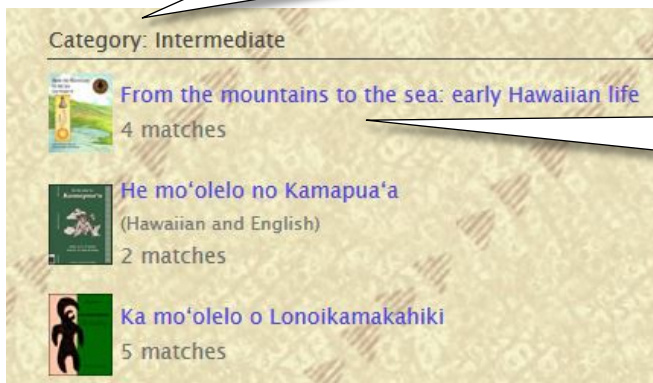 Category: Intermediate
From the mountains to the sea: early Hawaiian life
4 matches
He moʻolelo no Kamapuaʻa
(Hawaiian and English)
2 matches
Ka moʻolelo o Lonoikamakahiki
5 matches